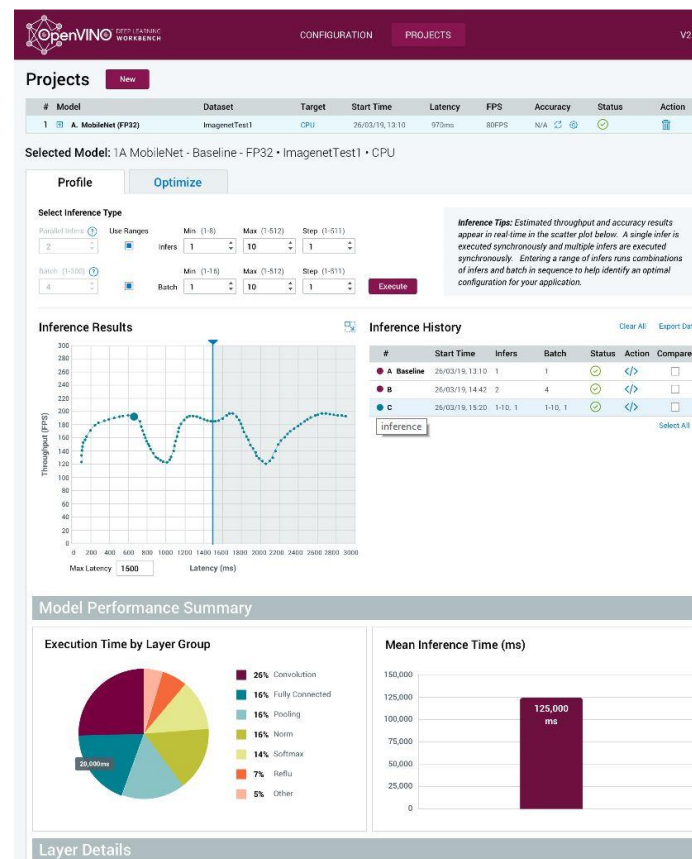 OpenVINO DEEP LEARNING WORKBENCH
CONFIGURATION PROJECTS V2
Projects New
# Model Dataset Target Start Time Latency FPS Accuracy Status Action
1 A. MobileNet (FP32) ImagenetTest1 CPU 26/03/19, 13:10 970ms 80FPS N/A
Selected Model: 1A MobileNet - Baseline - FP32 • ImagenetTest1 • CPU
Profile Optimize
Select Inference Type
Parallel Infers ? Use Ranges Min (1-8) Max (1-512) Step (1-511)
2 Infers 1 10 1
Batch (1-200) ? Min (1-16) Max (1-512) Step (1-511)
4 Batch 1 10 1 Execute
Inference Tips: Estimated throughput and accuracy results
appear in real-time in the scatter plot below. A single infer is
executed synchronously and multiple infers are executed
synchronously. Entering a range of infers runs combinations
of infers and batch in sequence to help identify an optimal
configuration for your application.
Inference Results
300
280
260
240
220
200
180
160
140
120
100
80
60
40
20
0
Throughput (FPS)
0 200 400 600 800 1000 1200 1400 1600 1800 2000 2200 2400 2600 2800 3000
Max Latency 1500 Latency (ms)
Inference History Clear All Export Dat
# Start Time Infers Batch Status Action Compare
A Baseline 26/03/19, 13:10 1 1 </>
B 26/03/19, 14:42 2 4 </>
C 26/03/19, 15:20 1-10, 1 1-10, 1 </>
inference Select All
Model Performance Summary
Execution Time by Layer Group
20,000ms
26% Convolution
16% Fully Connected
16% Pooling
16% Norm
14% Softmax
7% Reflu
5% Other
Mean Inference Time (ms)
150,000
125,000
100,000
75,000
50,000
25,000
0
125,000
ms
Layer Details